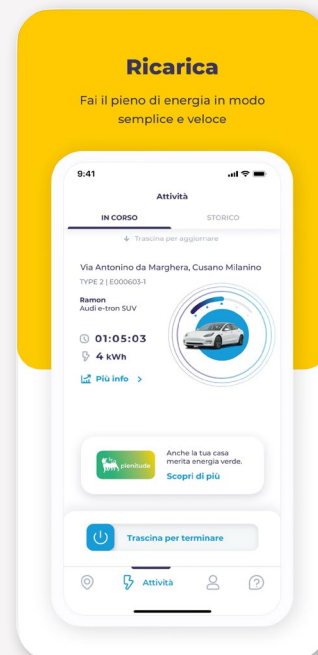 Ricarica
Fai il pieno di energia in modo
semplice e veloce
9:41
Attività
IN CORSO STORICO
Trascina per aggiornare
Via Antonino da Marghera, Cusano Milanino
TYPE 2 | E000603-1
Ramon
Audi e-tron SUV
01:05:03
4 kWh
Più info >
plenitude
Anche la tua casa
merita energia verde.
Scopri di più
Trascina per terminare
Attività